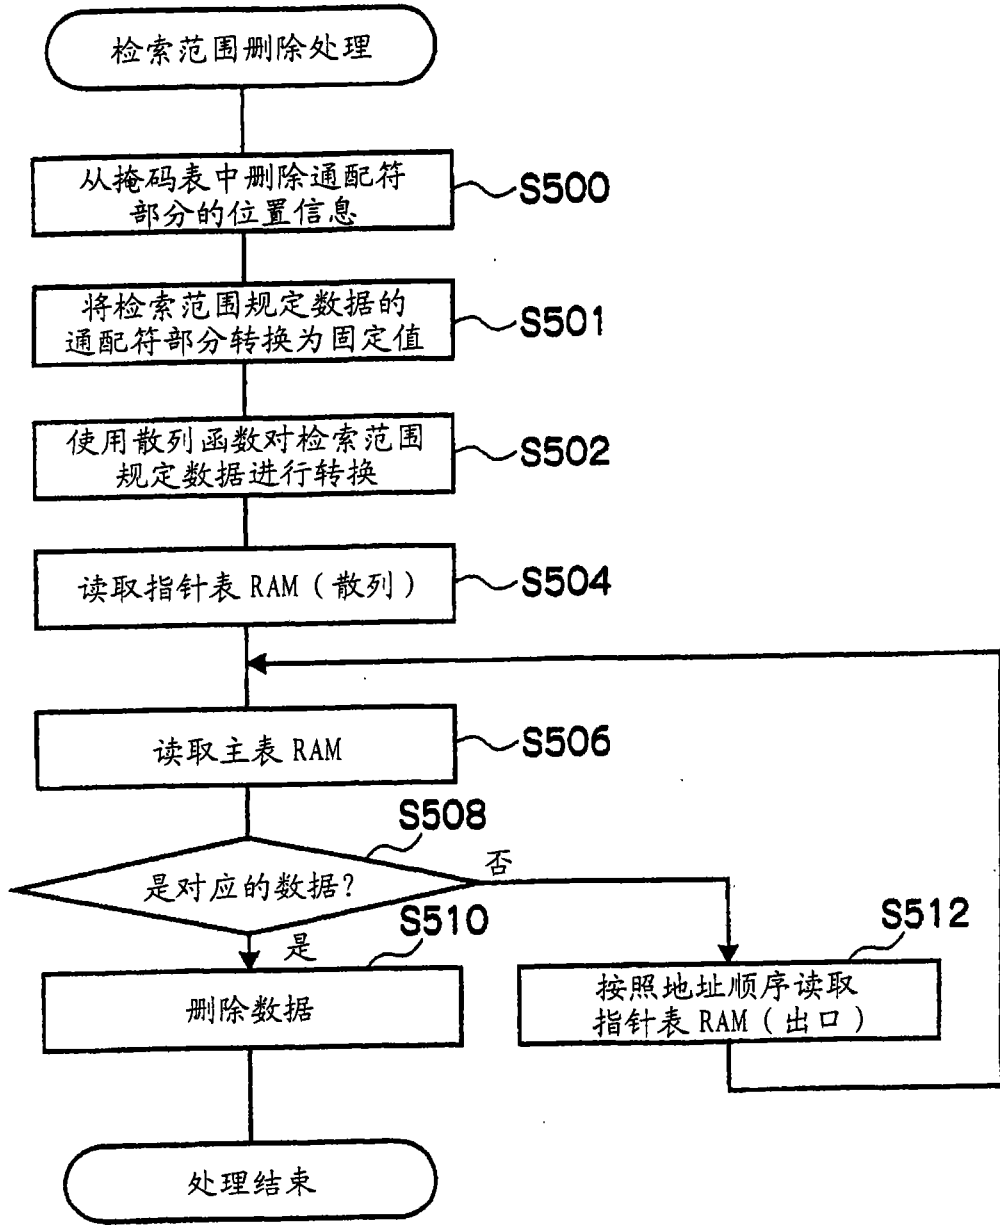 检索范围删除处理
从掩码表中删除通配符
部分的位置信息
S500
将检索范围规定数据的
通配符部分转换为固定值
S501
使用散列函数对检索范围
规定数据进行转换
S502
读取指针表 RAM（散列）
S504
读取主表 RAM
S506
S508
是对应的数据？
否
是
S510
删除数据
S512
按照地址顺序读取
指针表 RAM（出口）
处理结束